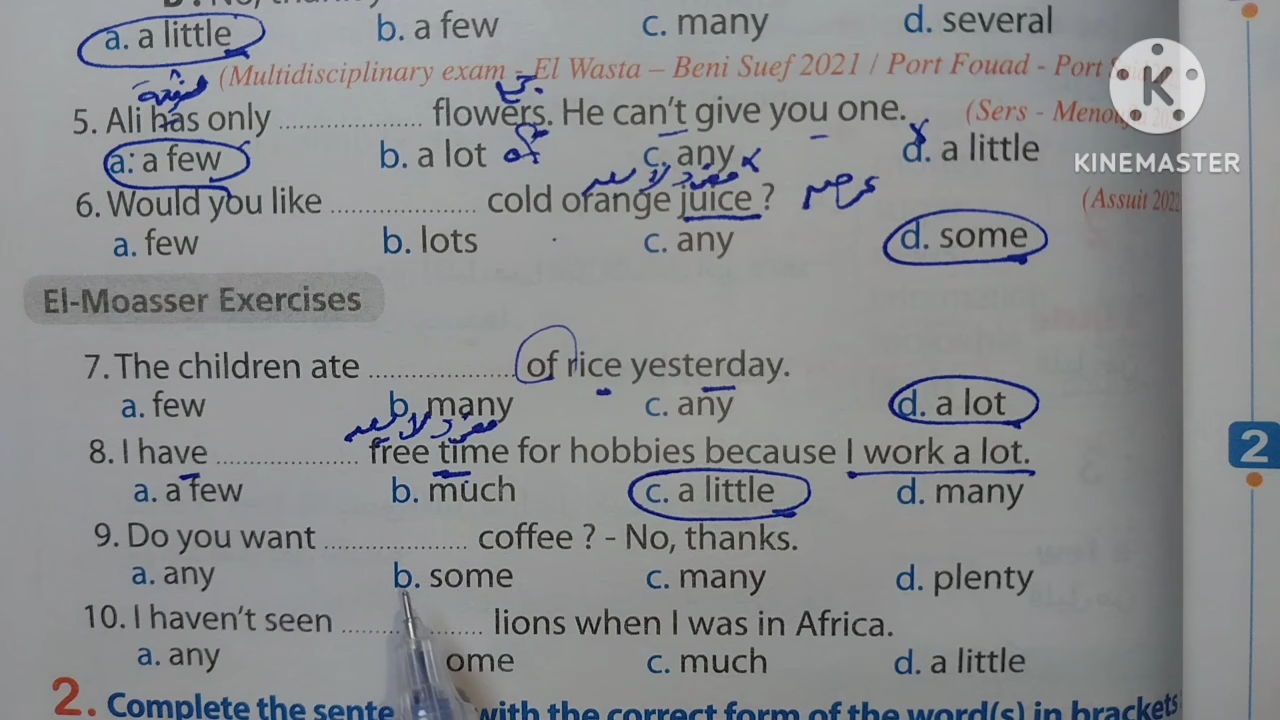 a. a little b. a few c. many d. several
(Multidisciplinary exam - El Wasta – Beni Suef 2021 / Port Fouad - Port
5. Ali has only .................... flowers. He can't give you one. (Sers -
a. a few b. a lot c. any d. a little
KINEMASTER
6. Would you like .................... cold orange juice ? عصير (Assuit 2022
a. few b. lots c. any d. some
El-Moasser Exercises
7. The children ate .................... of rice yesterday.
a. few b. many c. any d. a lot
2
8. I have .................... free time for hobbies because I work a lot.
a. a few b. much c. a little d. many
9. Do you want .................... coffee ? - No, thanks.
a. any b. some c. many d. plenty
10. I haven't seen .................... lions when I was in Africa.
a. any ome c. much d. a little
2. Complete the sente with the correct form of the word(s) in brackets